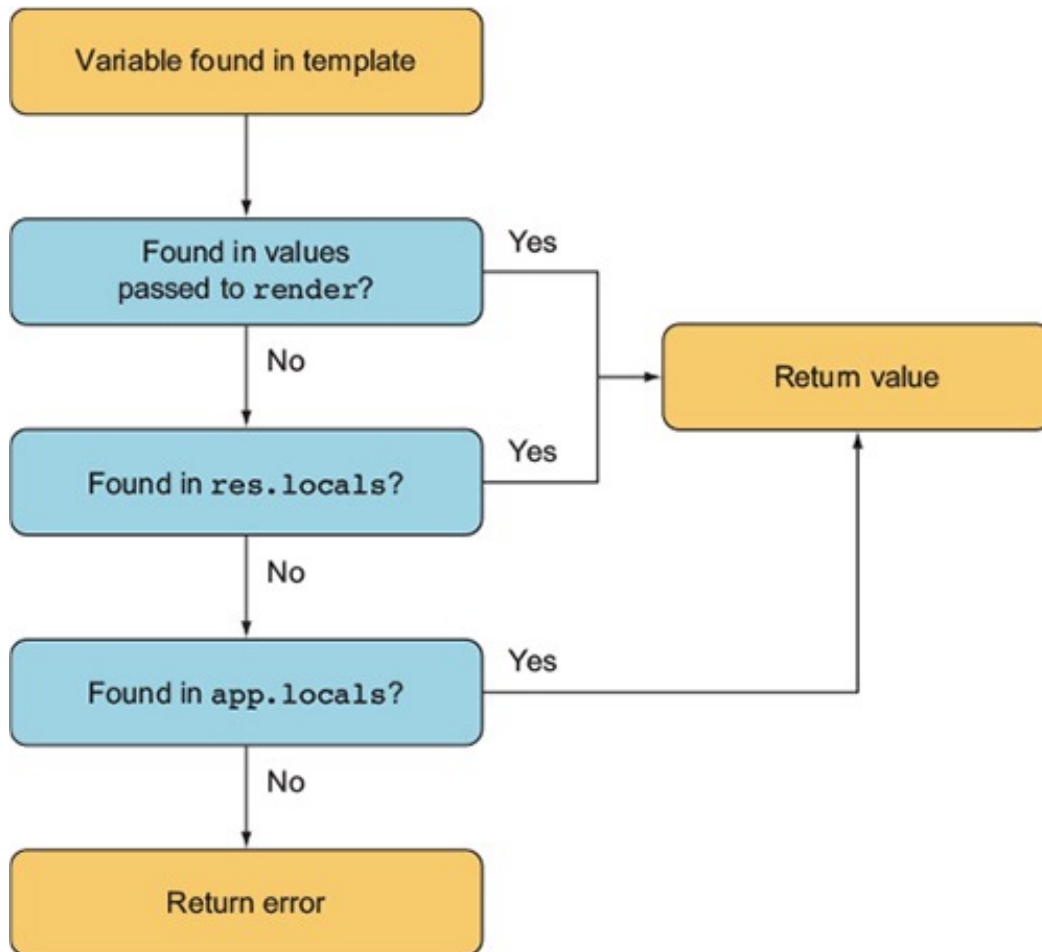 Variable found in template
Found in values
passed to render?
Yes
No
Return value
Found in res.locals?
Yes
No
Found in app.locals?
Yes
No
Return error